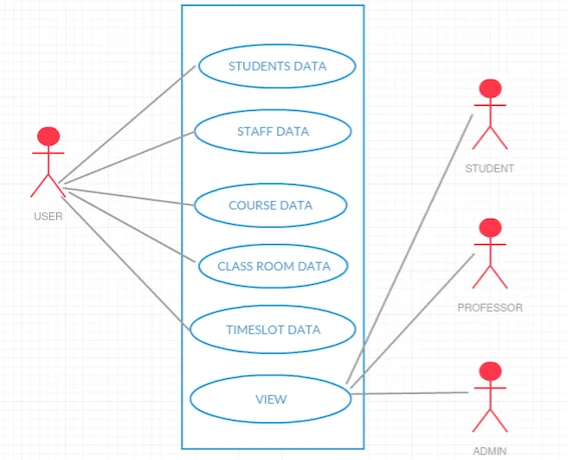 STUDENTS DATA
STAFF DATA
COURSE DATA
CLASS ROOM DATA
TIMESLOT DATA
VIEW
USER
STUDENT
PROFESSOR
ADMIN